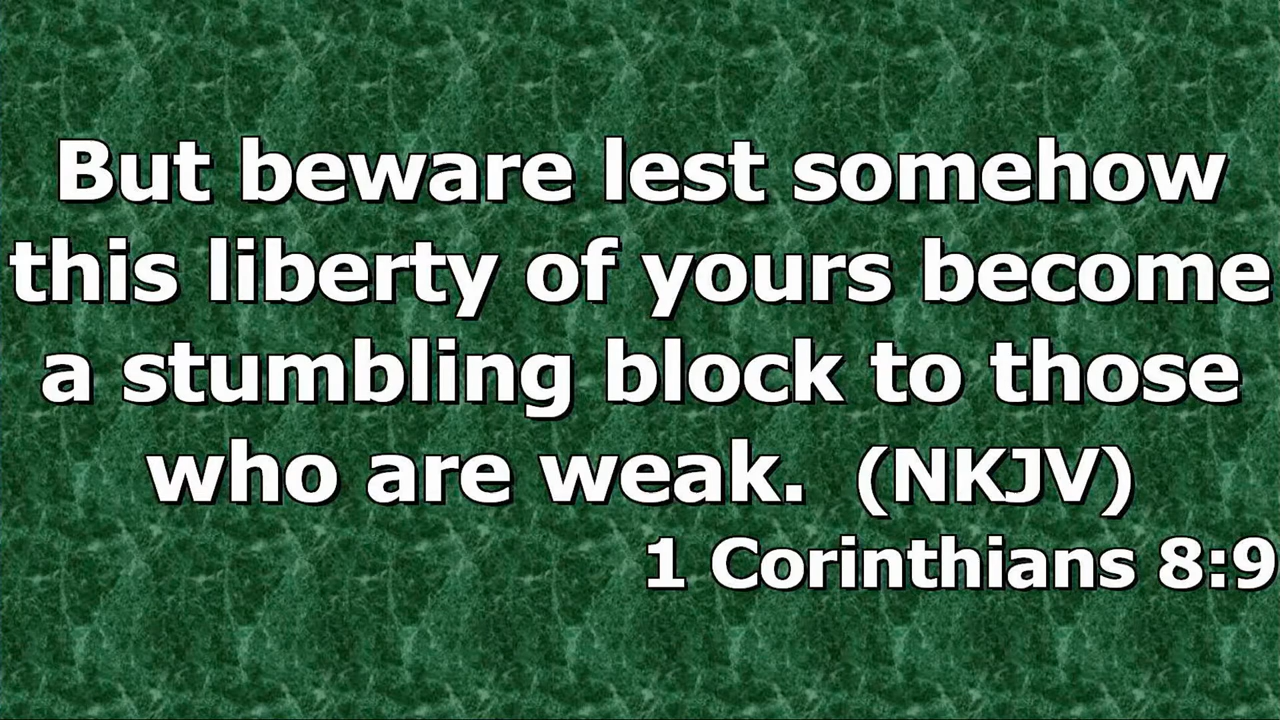 But beware lest somehow
this liberty of yours become
a stumbling block to those
who are weak.  (NKJV)
1 Corinthians 8:9